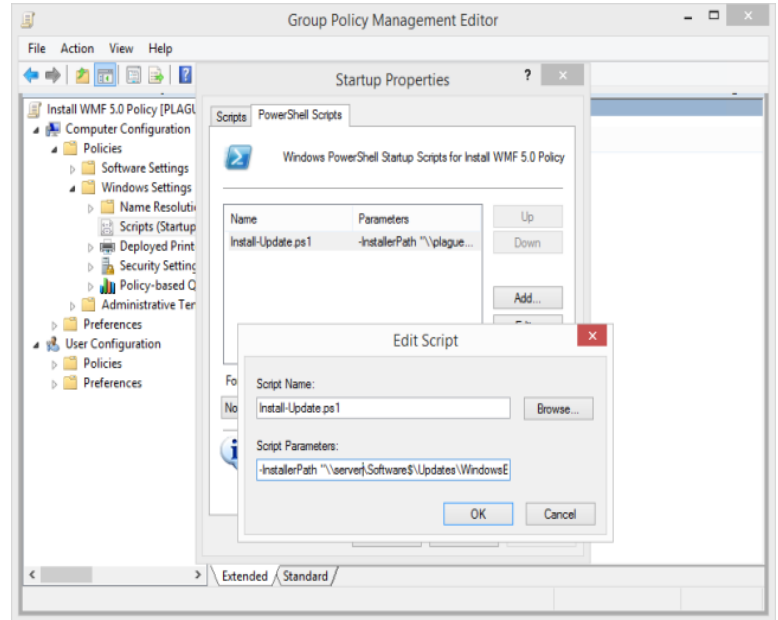 Group Policy Management Editor
File Action View Help
?
Startup Properties
Install WMF 5.0 Policy [PLAGU
Computer Configuration
Policies
Software Settings
Windows Settings
Name Resoluti
Scripts (Startup
Deployed Print
Security Setting
Policy-based Q
Administrative Ter
Preferences
User Configuration
Policies
Preferences
Scripts PowerShell Scripts
Windows PowerShell Startup Scripts for Install WMF 5.0 Policy
Name Parameters
Install-Update.ps1 -InstallerPath "\\plague...
Up
Down
Add...
Fo
No
Edit Script
Script Name:
Install-Update.ps1
Browse...
Script Parameters:
-InstallerPath "\\server\Software$\Updates\WindowsE
OK Cancel
Extended Standard